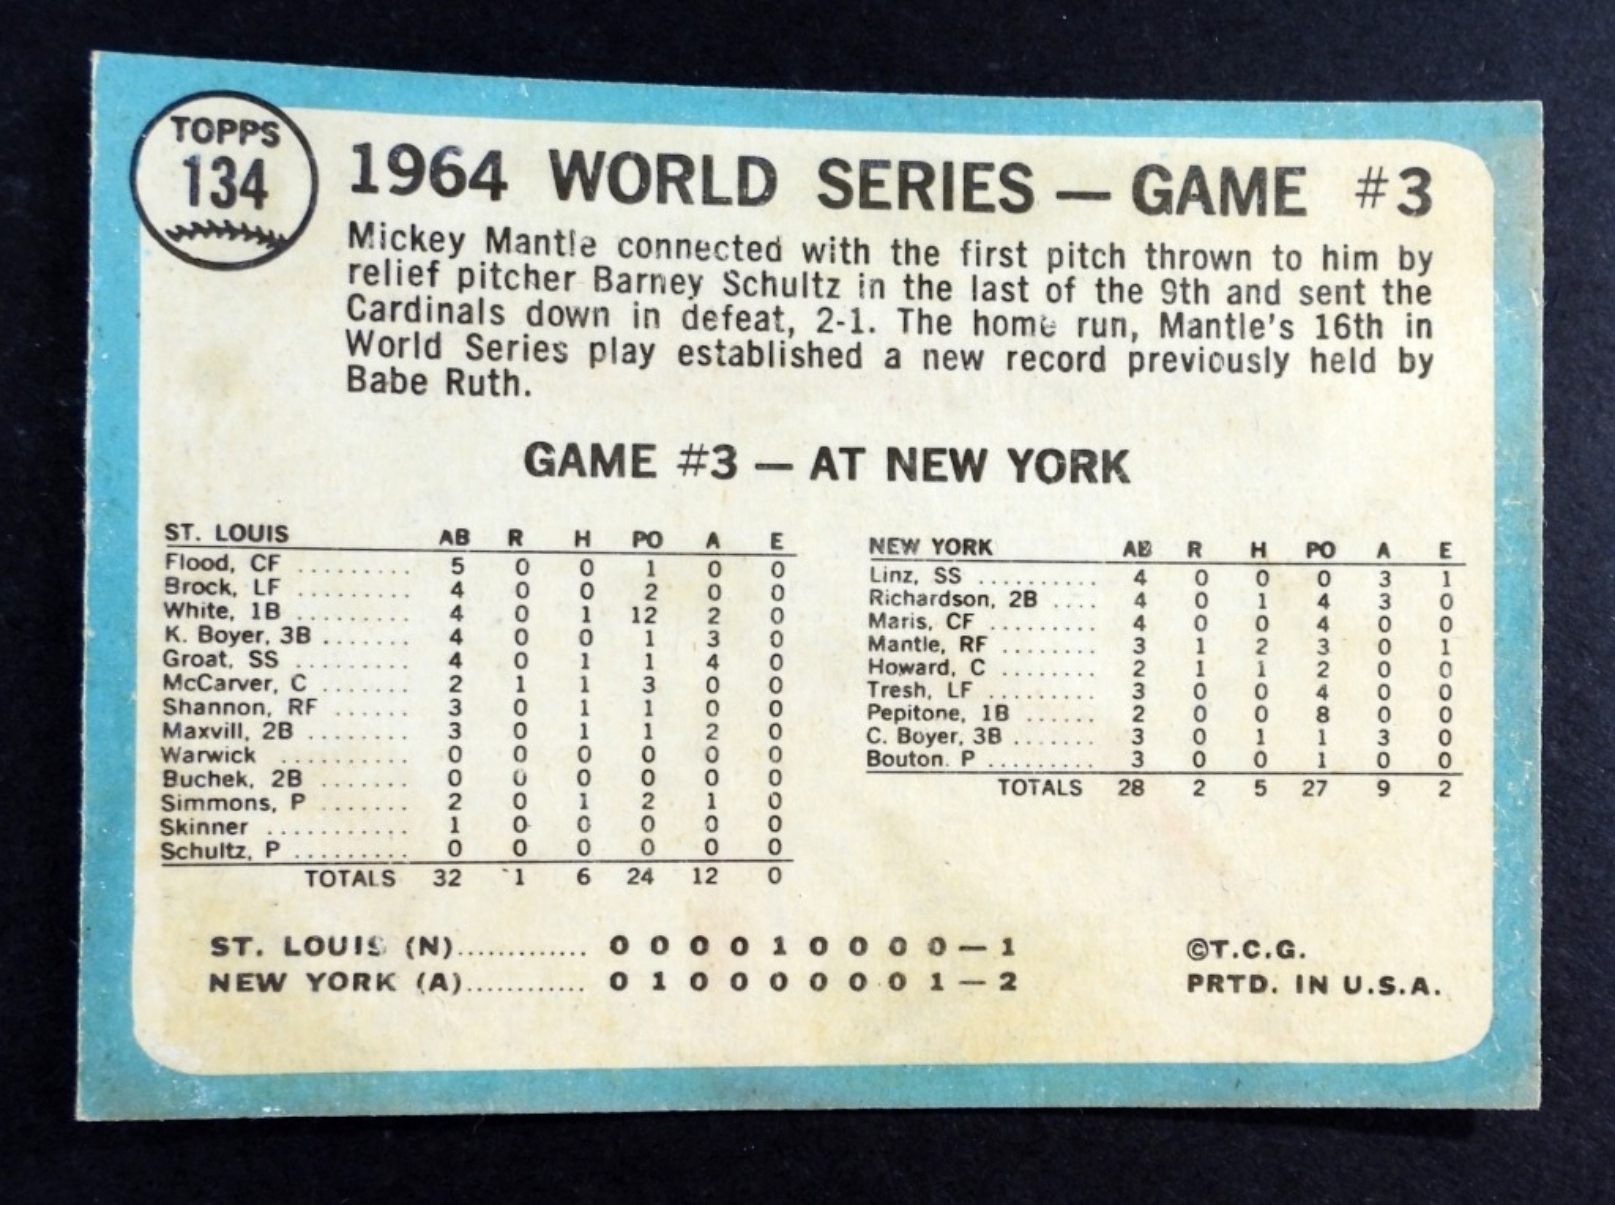 TOPPS
134
1964 WORLD SERIES — GAME #3
Mickey Mantle connected with the first pitch thrown to him by
relief pitcher Barney Schultz in the last of the 9th and sent the
Cardinals down in defeat, 2-1. The home run, Mantle's 16th in
World Series play established a new record previously held by
Babe Ruth.
GAME #3 — AT NEW YORK
ST. LOUIS AB R H PO A E
Flood, CF ......... 5 0 0 1 0 0
Brock, LF ......... 4 0 0 2 0 0
White, 1B ......... 4 0 1 12 2 0
K. Boyer, 3B ....... 4 0 0 1 3 0
Groat, SS ......... 4 0 1 1 4 0
McCarver, C ....... 2 1 1 3 0 0
Shannon, RF ...... 3 0 1 1 0 0
Maxvill, 2B ........ 3 0 1 1 2 0
Warwick .......... 0 0 0 0 0 0
Buchek, 2B ....... 0 0 0 0 0 0
Simmons, P ....... 2 0 1 2 1 0
Skinner ........... 1 0 0 0 0 0
Schultz, P ......... 0 0 0 0 0 0
TOTALS 32 1 6 24 12 0
NEW YORK AB R H PO A E
Linz, SS .......... 4 0 0 0 3 1
Richardson, 2B .... 4 0 1 4 3 0
Maris, CF ......... 4 0 0 4 0 0
Mantle, RF ........ 3 1 2 3 0 1
Howard, C ........ 2 1 1 2 0 0
Tresh, LF ......... 3 0 0 4 0 0
Pepitone, 1B ...... 2 0 0 8 0 0
C. Boyer, 3B ....... 3 0 1 1 3 0
Bouton. P ......... 3 0 0 1 0 0
TOTALS 28 2 5 27 9 2
ST. LOUIS (N)............. 0 0 0 0 1 0 0 0 0 — 1
NEW YORK (A)............ 0 1 0 0 0 0 0 0 1 — 2
©T.C.G.
PRTD. IN U.S.A.